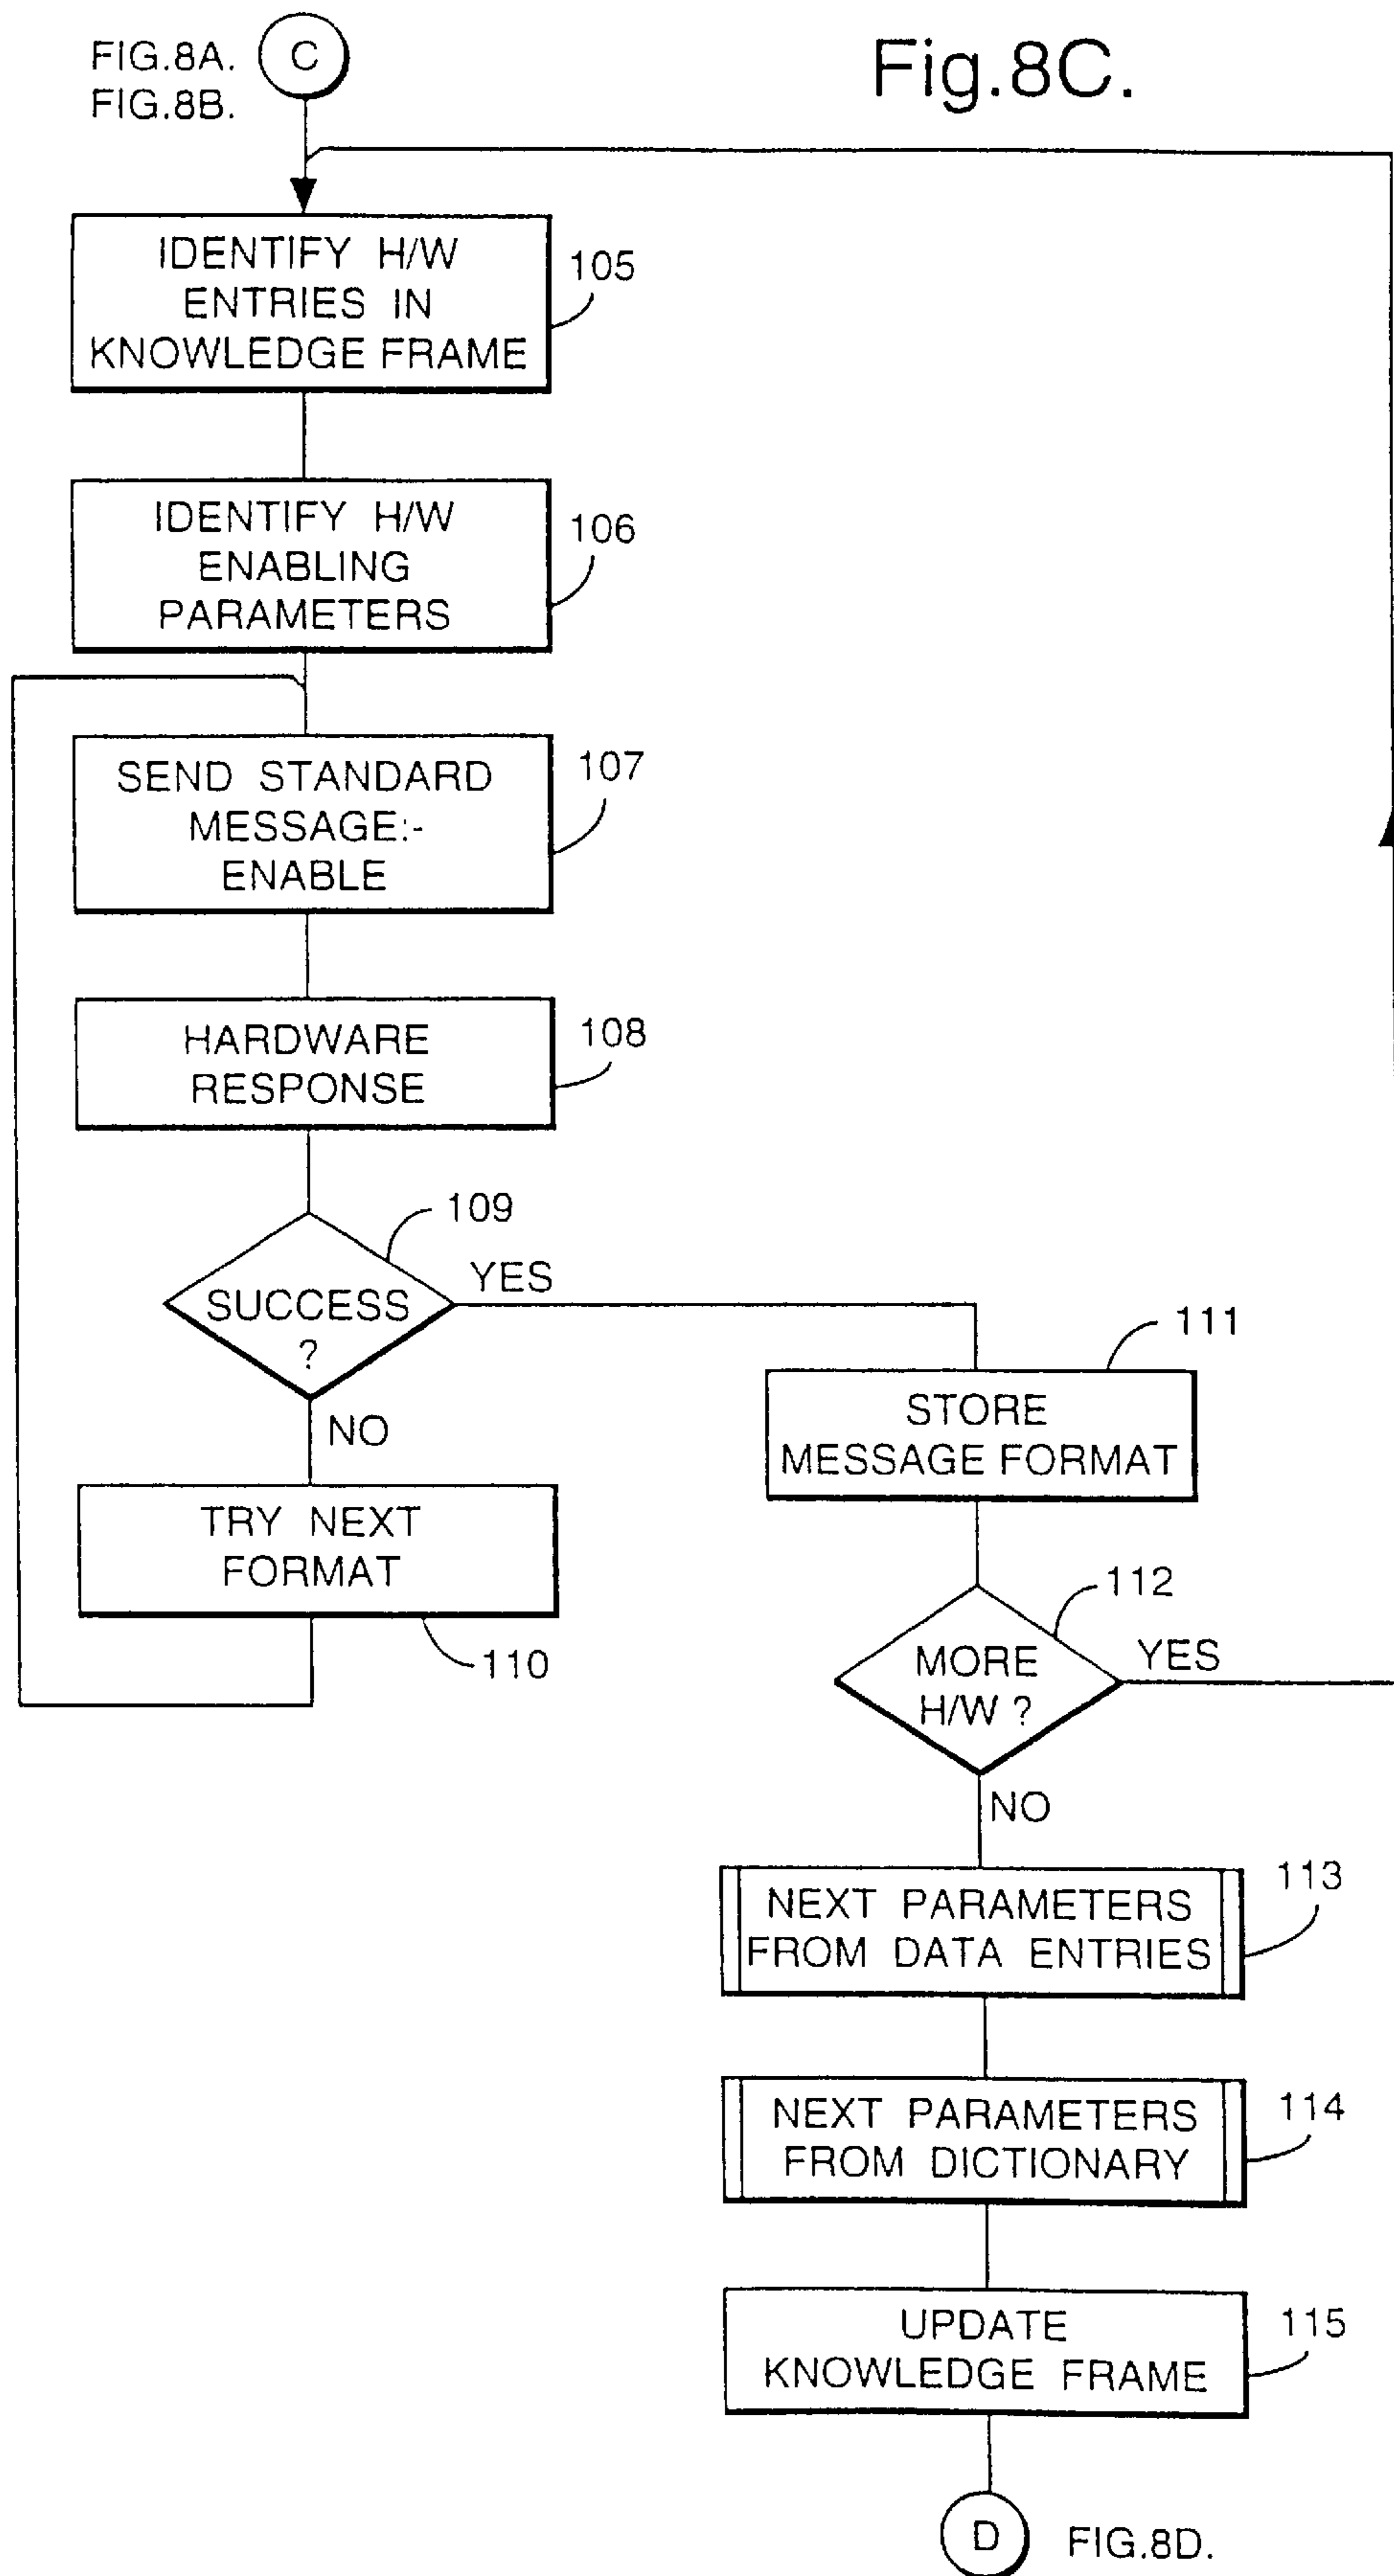 Fig.8C.
FIG.8A.
FIG.8B.
C
IDENTIFY H/W
ENTRIES IN
KNOWLEDGE FRAME
105
IDENTIFY H/W
ENABLING
PARAMETERS
106
SEND STANDARD
MESSAGE:-
ENABLE
107
HARDWARE
RESPONSE
108
109
SUCCESS
?
YES
NO
TRY NEXT
FORMAT
110
111
STORE
MESSAGE FORMAT
112
MORE
H/W ?
YES
NO
NEXT PARAMETERS
FROM DATA ENTRIES
113
NEXT PARAMETERS
FROM DICTIONARY
114
UPDATE
KNOWLEDGE FRAME
115
D
FIG.8D.